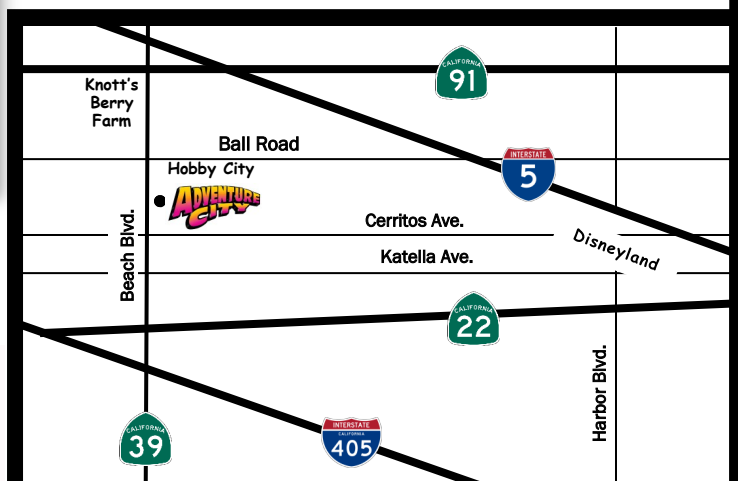 CALIFORNIA
91
Knott's
Berry
Farm
Ball Road
INTERSTATE
5
Hobby City
ADVENTURE
CITY
Beach Blvd.
Cerritos Ave.
Katella Ave.
Disneyland
CALIFORNIA
22
Harbor Blvd.
CALIFORNIA
39
INTERSTATE
CALIFORNIA
405